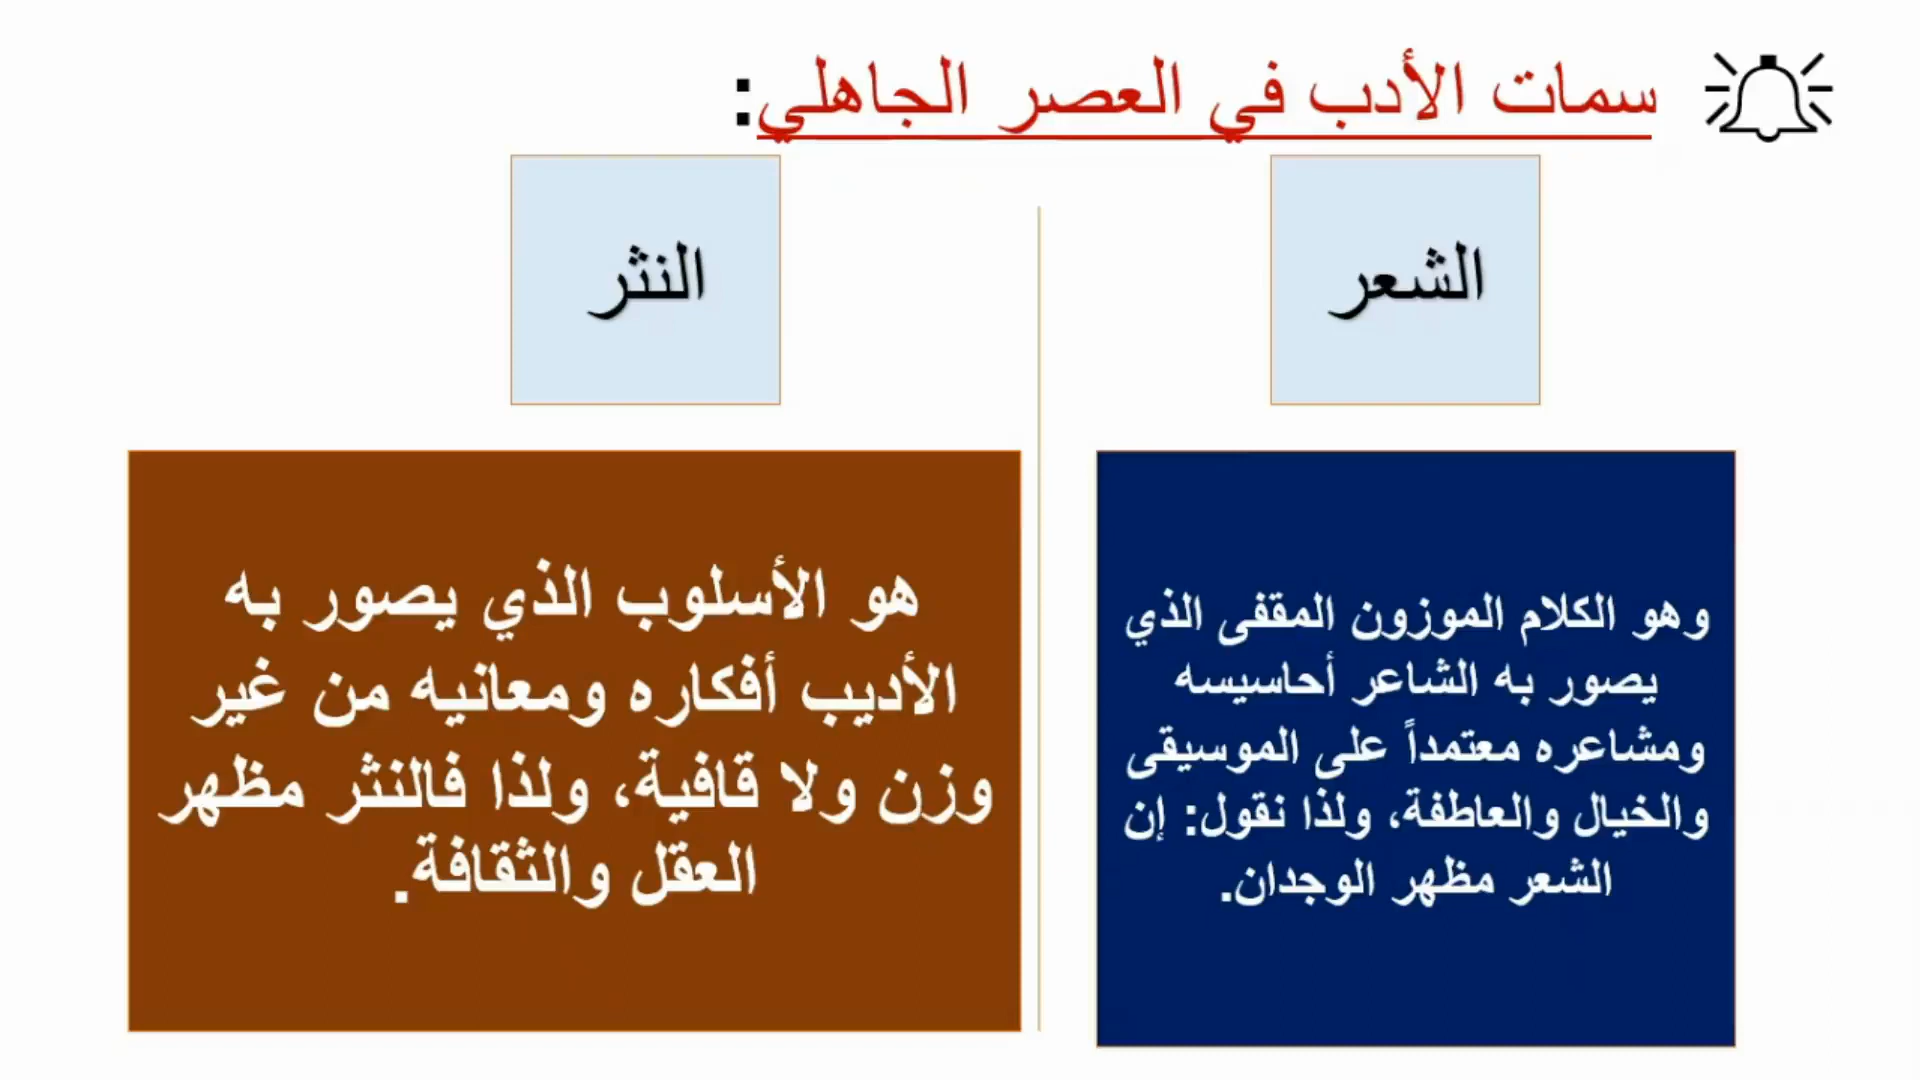 سمات الأدب في العصر الجاهلي:
الشعر
وهو الكلام الموزون المقفى الذي
يصور به الشاعر أحاسيسه
ومشاعره معتمداً على الموسيقى
والخيال والعاطفة، ولذا نقول: إن
الشعر مظهر الوجدان.
النثر
هو الأسلوب الذي يصور به
الأديب أفكاره ومعانيه من غير
وزن ولا قافية، ولذا فالنثر مظهر
العقل والثقافة.